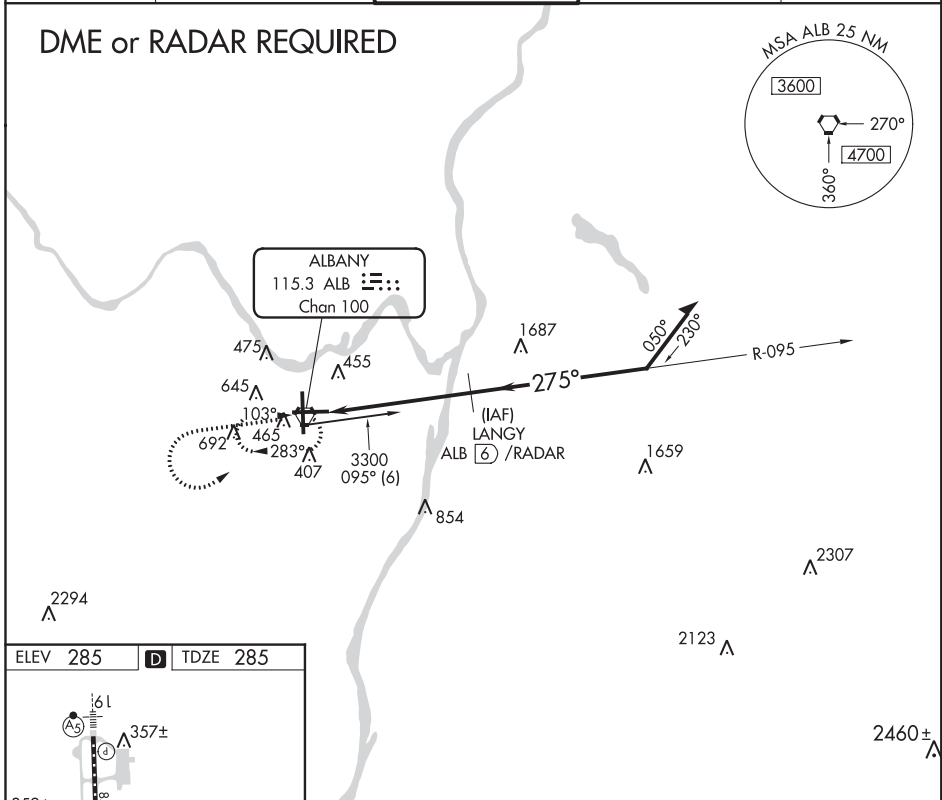 DME or RADAR REQUIRED
MSA ALB 25 NM
3600
270°
4700
360°
ALBANY
115.3 ALB
Chan 100
1687
475
455
050°
230°
R-095
645
275°
103°
465
692
283°
407
3300
095° (6)
(IAF)
LANGY
ALB 6 /RADAR
1659
854
2307
2294
2123
ELEV 285
D
TDZE 285
19
A5
357±
P
2460±